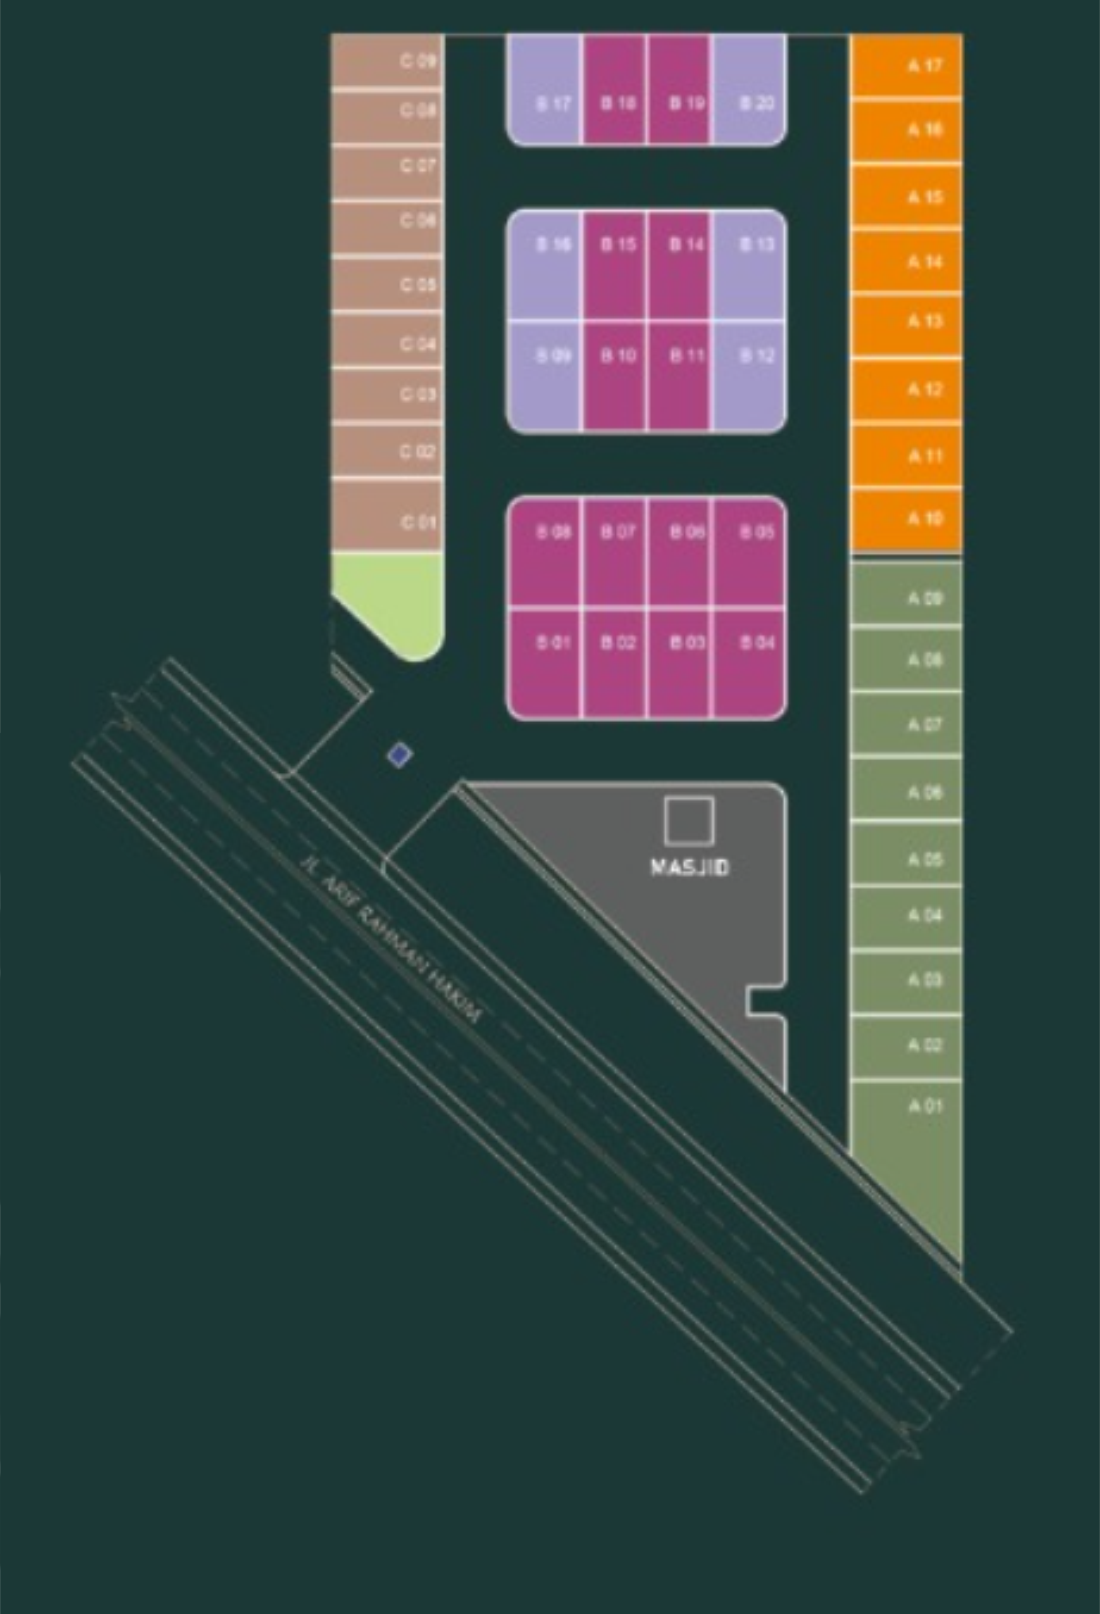 C 09
C 08
C 07
C 06
C 05
C 04
C 03
C 02
C 01
B 17 B 18 B 19 B 20
B 16 B 15 B 14 B 13
B 09 B 10 B 11 B 12
B 08 B 07 B 06 B 05
B 01 B 02 B 03 B 04
A 17
A 16
A 15
A 14
A 13
A 12
A 11
A 10
A 09
A 08
A 07
A 06
A 05
A 04
A 03
A 02
A 01
MASJID
JL. ARIF RAHMAN HAKIM